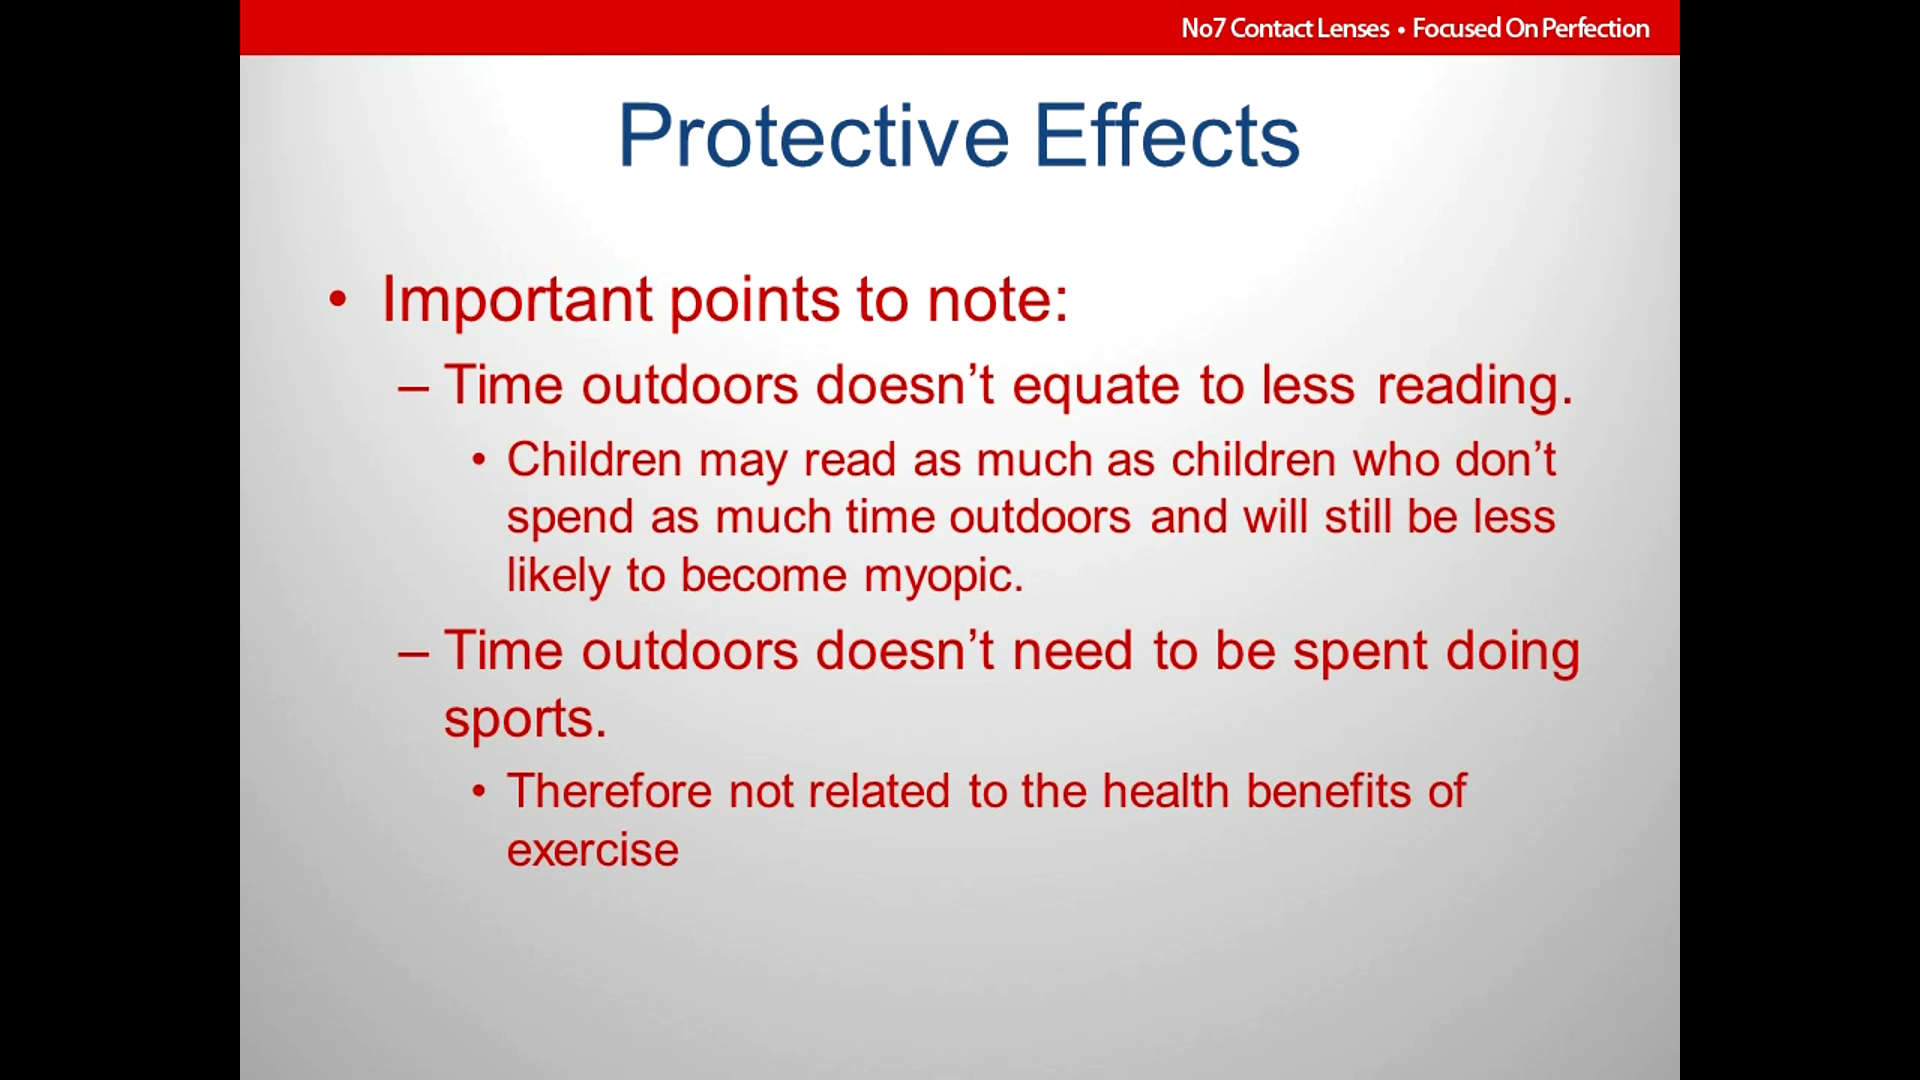 No7 Contact Lenses • Focused On Perfection
Protective Effects
• Important points to note:
– Time outdoors doesn’t equate to less reading.
• Children may read as much as children who don’t
spend as much time outdoors and will still be less
likely to become myopic.
– Time outdoors doesn’t need to be spent doing
sports.
• Therefore not related to the health benefits of
exercise